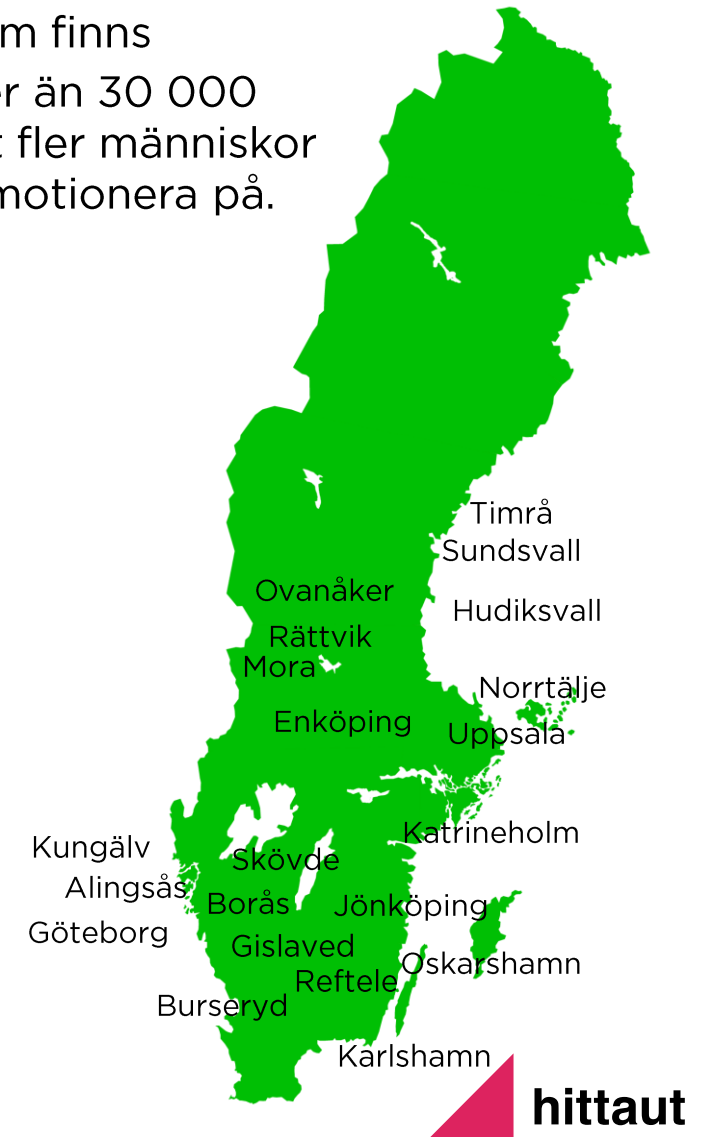 m finns
r än 30 000
t fler människor
motionera på.
Timrå
Sundsvall
Ovanåker
Hudiksvall
Rättvik
Mora
Norrtälje
Enköping
Uppsala
Katrineholm
Kungälv
Skövde
Alingsås
Borås
Jönköping
Göteborg
Gislaved
Oskarshamn
Reftele
Burseryd
Karlshamn
hittaut